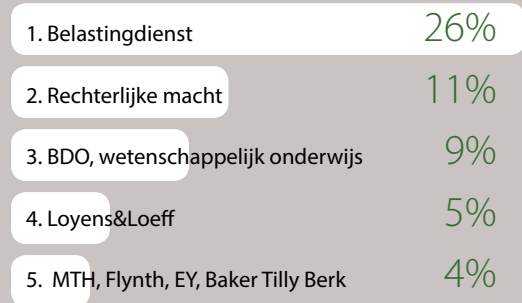 1. Belastingdienst 26%
2. Rechterlijke macht 11%
3. BDO, wetenschappelijk onderwijs 9%
4. Loyens&Loeff 5%
5. MTH, Flynth, EY, Baker Tilly Berk 4%